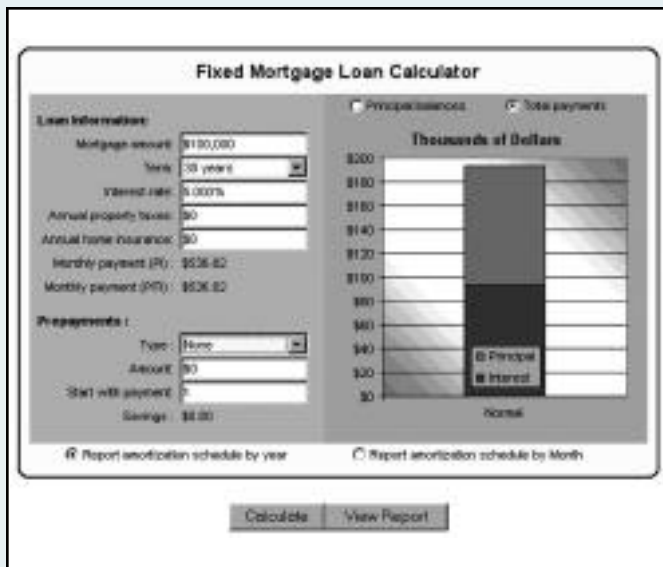 Fixed Mortgage Loan Calculator
Loan Information:
Mortgage amount: $100,000
Term: 30 years
Interest rate: 5.000%
Annual property taxes: $0
Annual home insurance: $0
Monthly payment (PI) : $536.82
Monthly payment (PITI) : $536.82
Prepayments :
Type : None
Amount: $0
Start with payment: 1
Savings : $0.00
Principal balances Total payments
Thousands of Dollars
$200
$180
$160
$140
$120
$100
$80
$60
$40
$20
$0
Principal
Interest
Normal
Report amortization schedule by year Report amortization schedule by Month
Calculate View Report